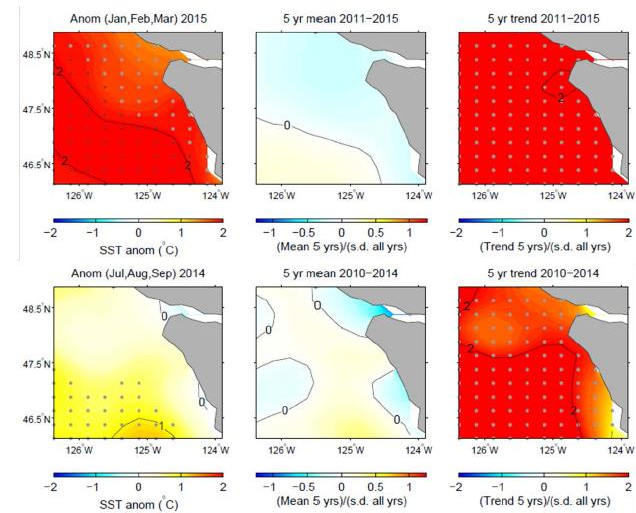 Anom (Jan,Feb,Mar) 2015
5 yr mean 2011−2015
5 yr trend 2011−2015
48.5°N
47.5°N
46.5°N
2
2
2
0
2
126°W 125°W 124°W
126°W 125°W 124°W
126°W 125°W 124°W
−2 −1 0 1 2
−1 −0.5 0 0.5 1
−2 −1 0 1 2
SST anom (°C)
(Mean 5 yrs)/(s.d. all yrs)
(Trend 5 yrs)/(s.d. all yrs)
Anom (Jul,Aug,Sep) 2014
5 yr mean 2010−2014
5 yr trend 2010−2014
48.5°N
47.5°N
46.5°N
0
0
1
0
0
0
0
2
2
2
126°W 125°W 124°W
126°W 125°W 124°W
126°W 125°W 124°W
−2 −1 0 1 2
−1 −0.5 0 0.5 1
−2 −1 0 1 2
SST anom (°C)
(Mean 5 yrs)/(s.d. all yrs)
(Trend 5 yrs)/(s.d. all yrs)